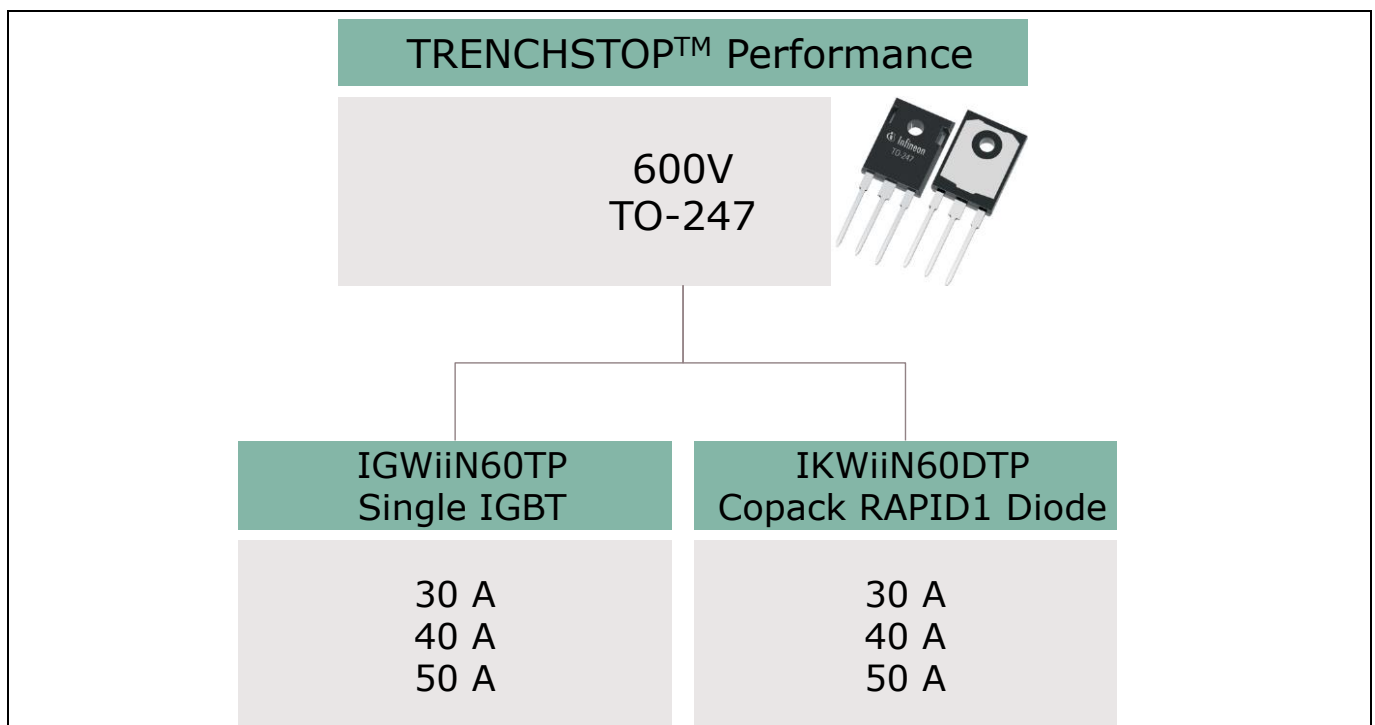 TRENCHSTOP™ Performance
600V
TO-247
Infineon
TO-247
IGWiiN60TP
Single IGBT
IKWiiN60DTP
Copack RAPID1 Diode
30 A
40 A
50 A
30 A
40 A
50 A